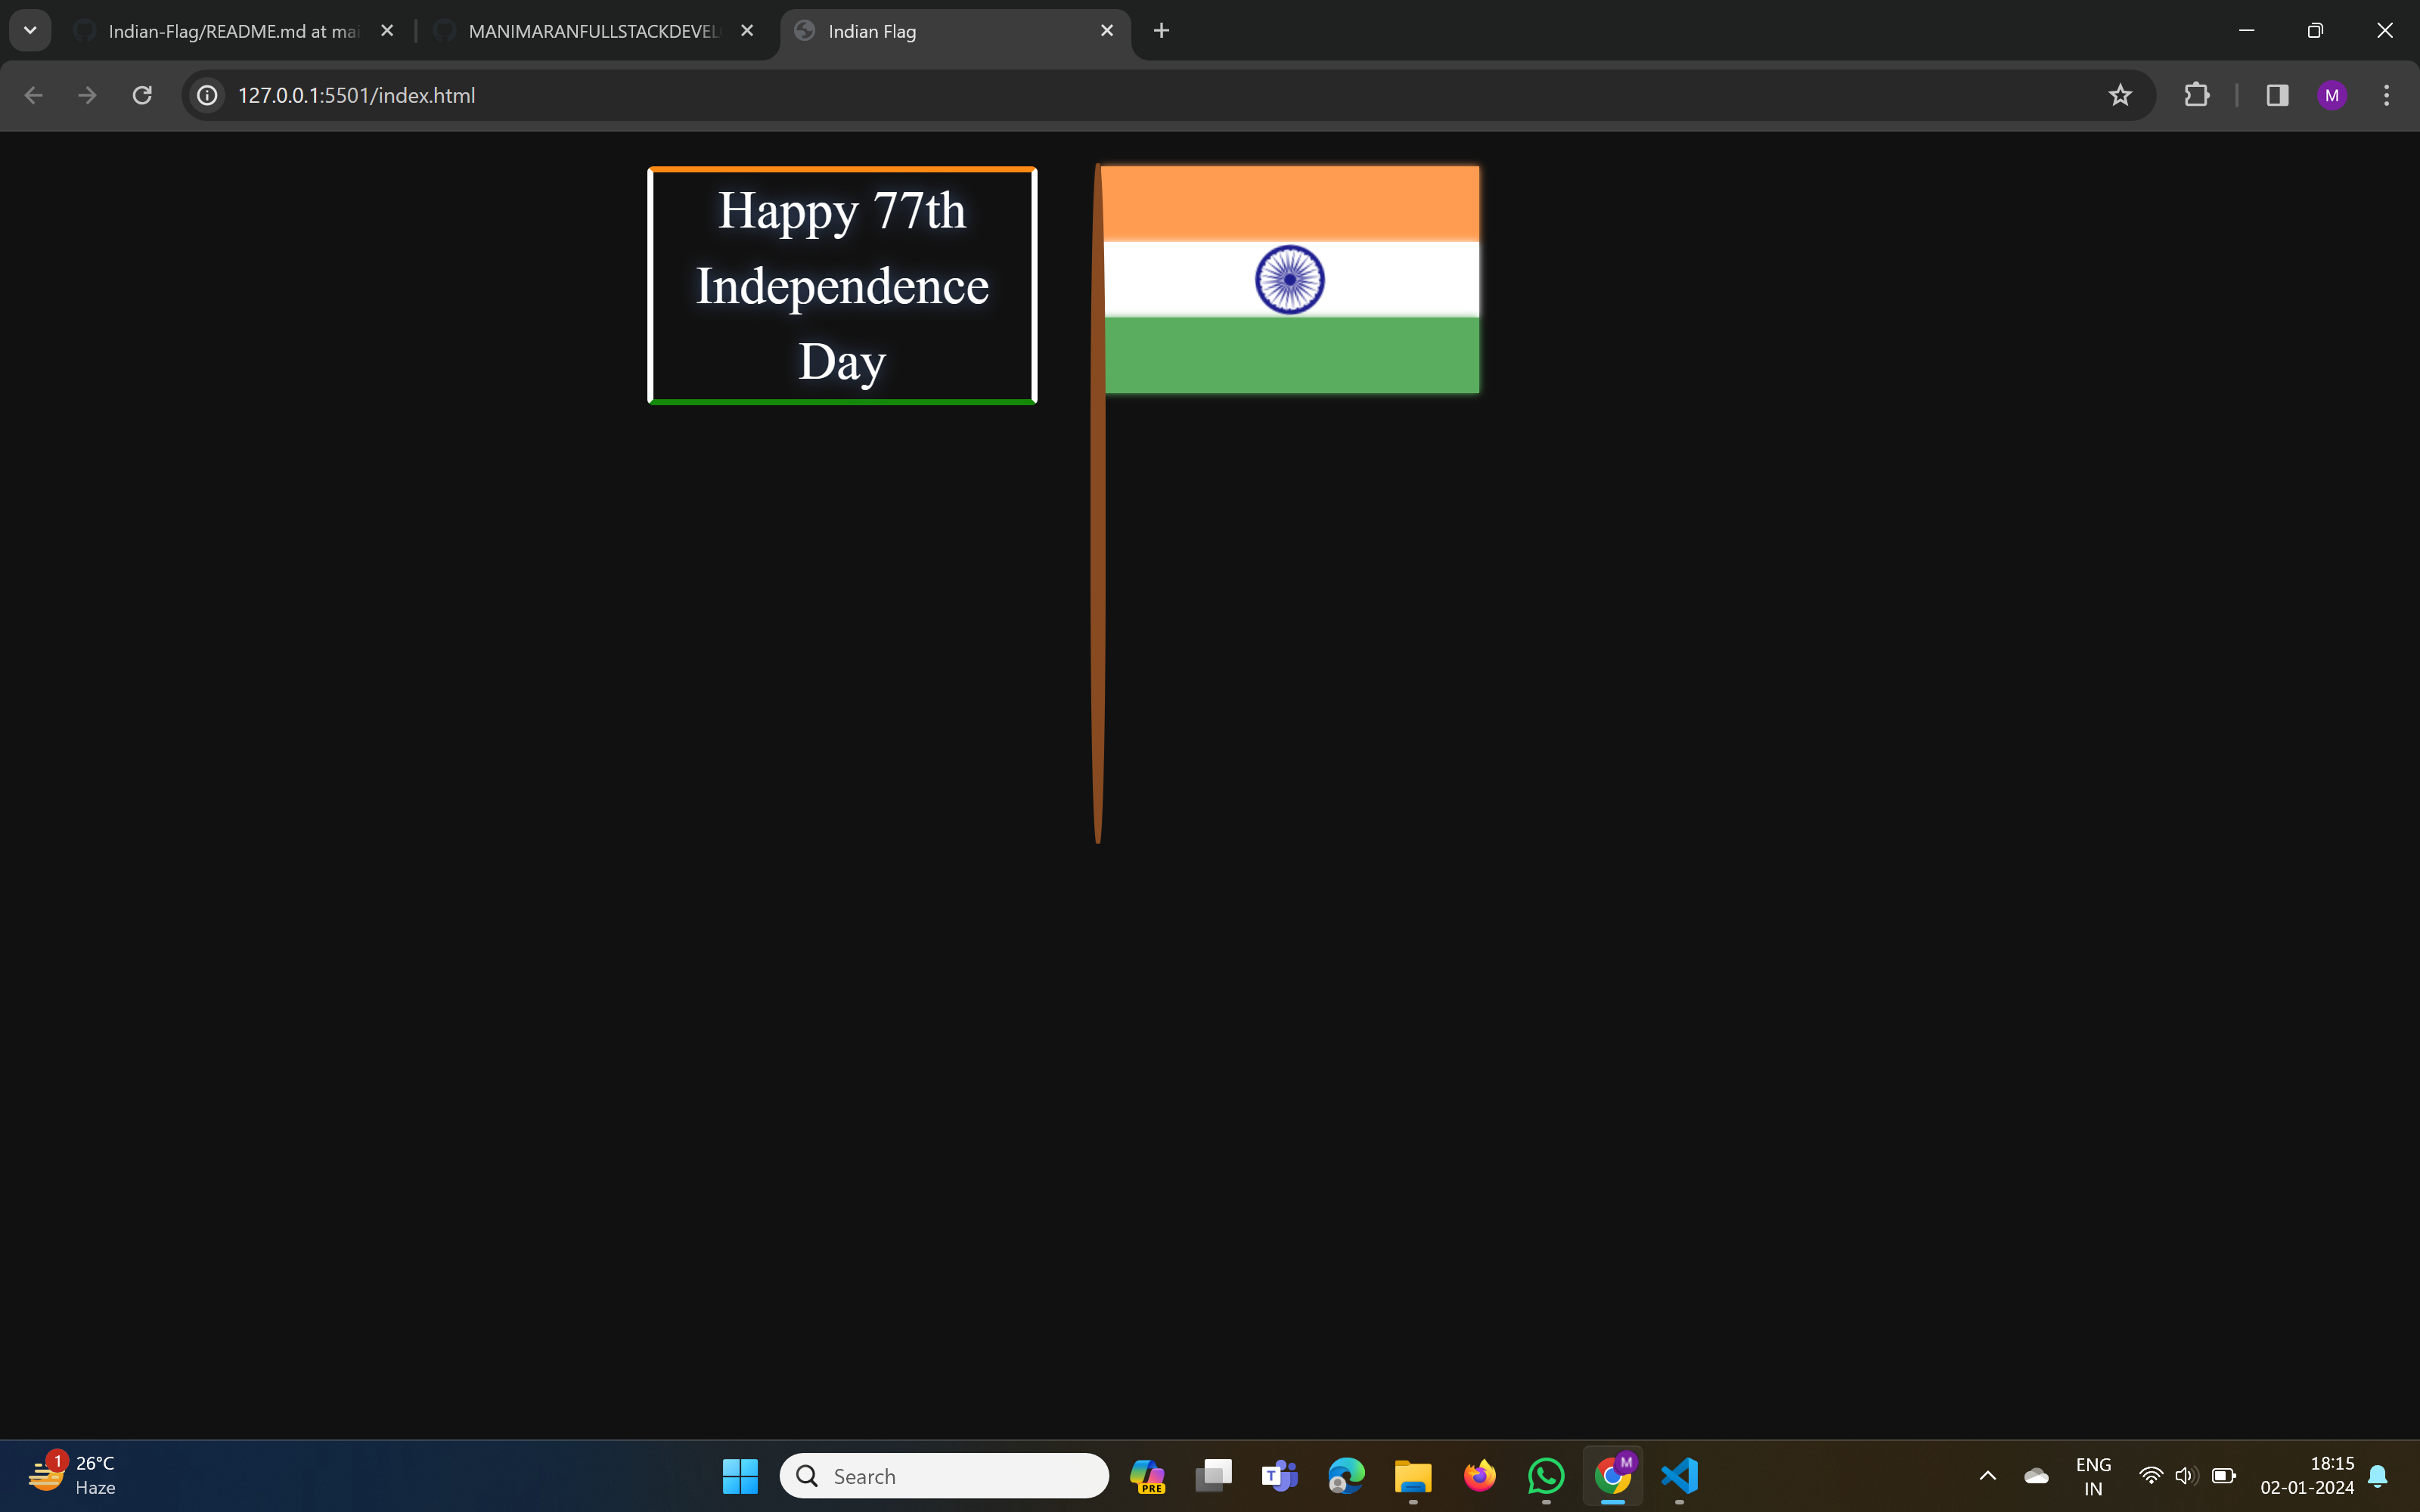 Indian-Flag/README.md at mai
MANIMARANFULLSTACKDEVEL
Indian Flag
127.0.0.1:5501/index.html
M
Happy 77th
Independence
Day
1
26°C
Haze
Search
PRE
T
M
ENG
IN
18:15
02-01-2024